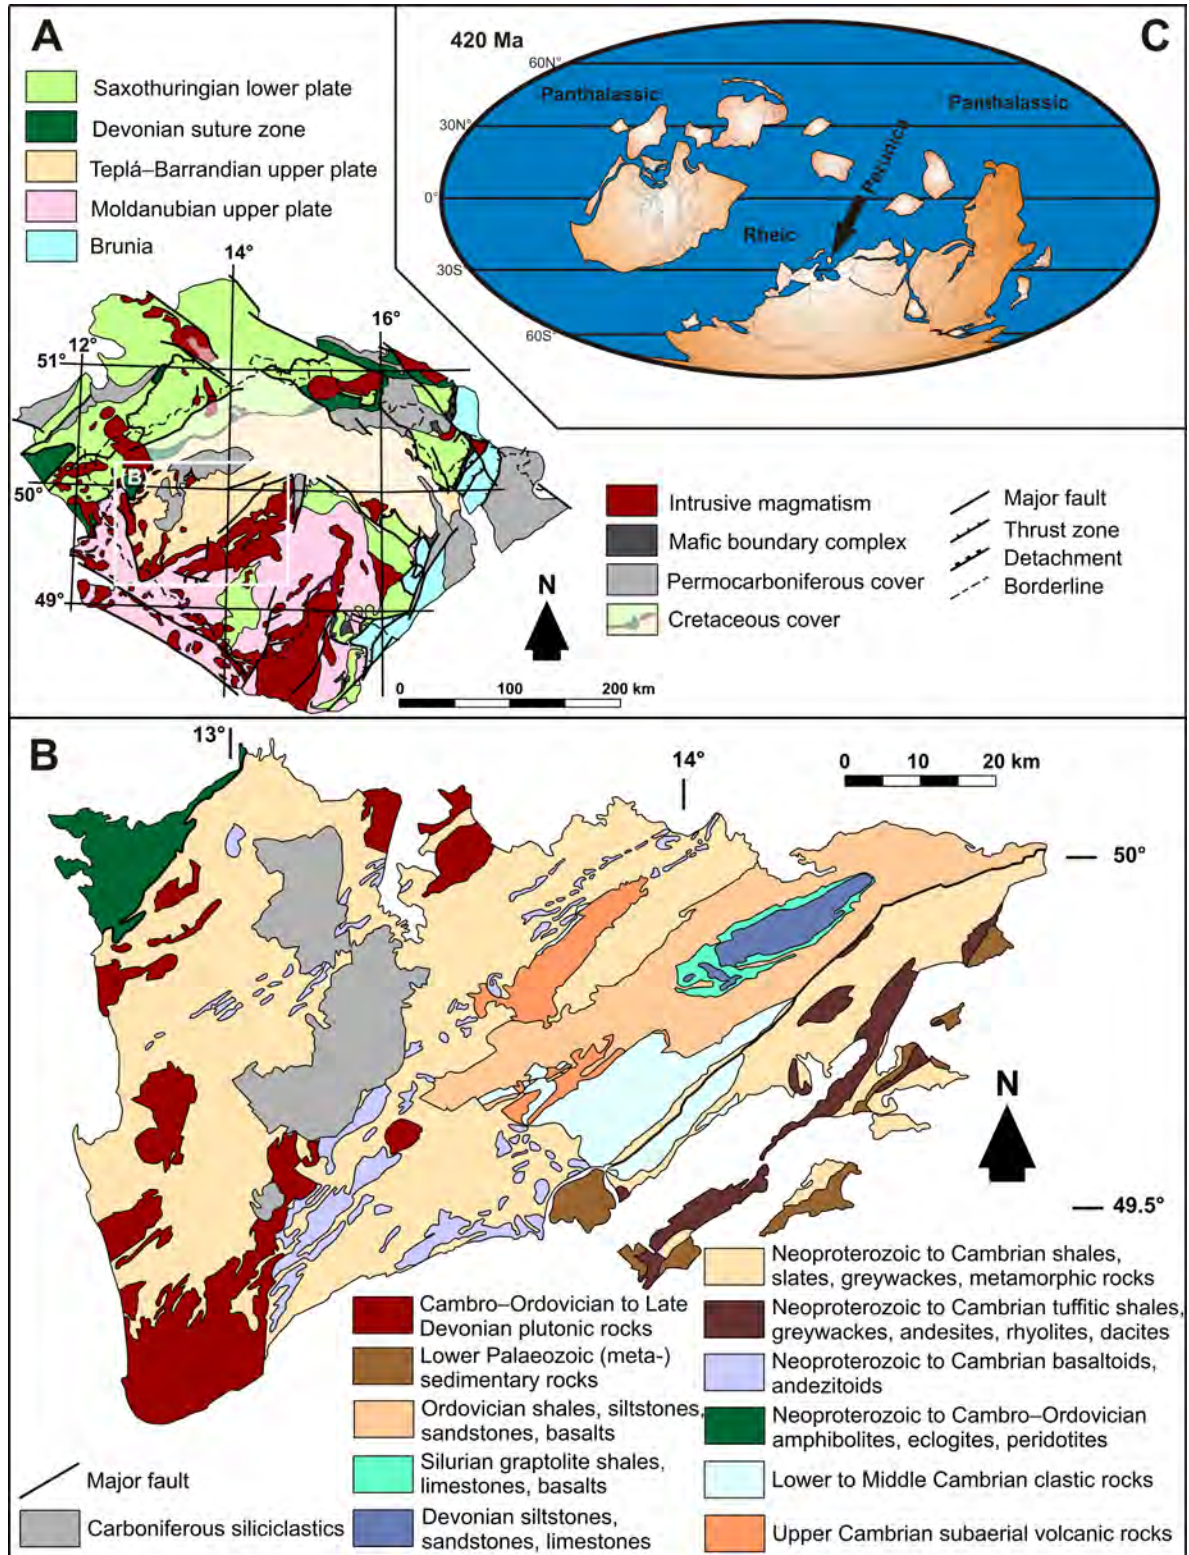 A
Saxothuringian lower plate
Devonian suture zone
Teplá–Barrandian upper plate
Moldanubian upper plate
Brunia
14°
16°
12°
51°
50°
49°
(B)
N
0 100 200 km
C
420 Ma
60N°
Panthalassic
Panthalassic
30N°
Perunica
0°
Rheic
30S°
60S°
Intrusive magmatism
Mafic boundary complex
Permocarboniferous cover
Cretaceous cover
Major fault
Thrust zone
Detachment
Borderline
B
13°
14°
0 10 20 km
50°
N
49.5°
Major fault
Carboniferous siliciclastics
Cambro–Ordovician to Late
Devonian plutonic rocks
Lower Palaeozoic (meta-)
sedimentary rocks
Ordovician shales, siltstones,
sandstones, basalts
Silurian graptolite shales,
limestones, basalts
Devonian siltstones,
sandstones, limestones
Neoproterozoic to Cambrian shales,
slates, greywackes, metamorphic rocks
Neoproterozoic to Cambrian tuffitic shales,
greywackes, andesites, rhyolites, dacites
Neoproterozoic to Cambrian basaltoids,
andezitoids
Neoproterozoic to Cambro–Ordovician
amphibolites, eclogites, peridotites
Lower to Middle Cambrian clastic rocks
Upper Cambrian subaerial volcanic rocks